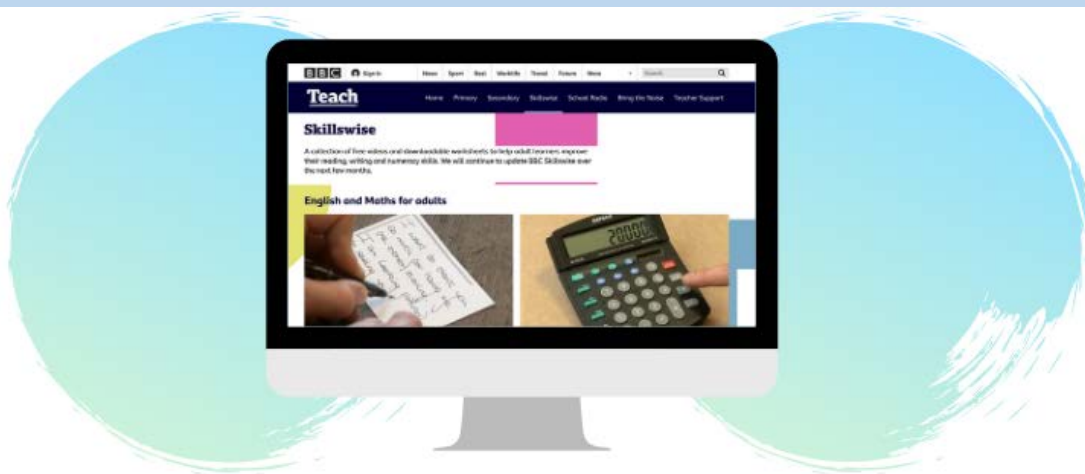 BBC Sign in Home Sport Reel Worklife Travel Future More Search
Teach Home Primary Secondary Skillswise School Radio Bring the Noise Teacher Support
Skillswise
A collection of free videos and downloadable worksheets to help adult learners improve
their reading, writing and numeracy skills. We will continue to update BBC Skillswise over
the next few months.
English and Maths for adults
20000.